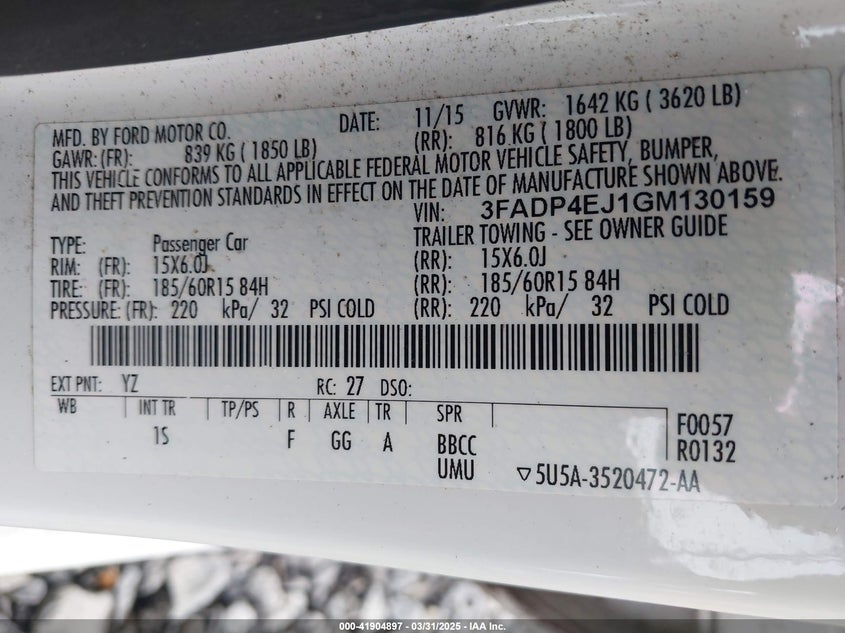 MFD. BY FORD MOTOR CO. DATE: 11/15 GVWR: 1642 KG ( 3620 LB)
GAWR: (FR): 839 KG ( 1850 LB) (RR): 816 KG ( 1800 LB)
THIS VEHICLE CONFORMS TO ALL APPLICABLE FEDERAL MOTOR VEHICLE SAFETY, BUMPER,
AND THEFT PREVENTION STANDARDS IN EFFECT ON THE DATE OF MANUFACTURE SHOWN ABOVE.
VIN: 3FADP4EJ1GM130159
TYPE: Passenger Car TRAILER TOWING - SEE OWNER GUIDE
RIM: (FR): 15X6.0J (RR): 15X6.0J
TIRE: (FR): 185/60R15 84H (RR): 185/60R15 84H
PRESSURE: (FR): 220 kPa/ 32 PSI COLD (RR): 220 kPa/ 32 PSI COLD
EXT PNT: YZ RC: 27 DSO:
WB INT TR TP/PS R AXLE TR SPR F0057
1S F GG A BBCC R0132
UMU ▽5U5A-3520472-AA
000-41904897 - 03/31/2025 - IAA Inc.